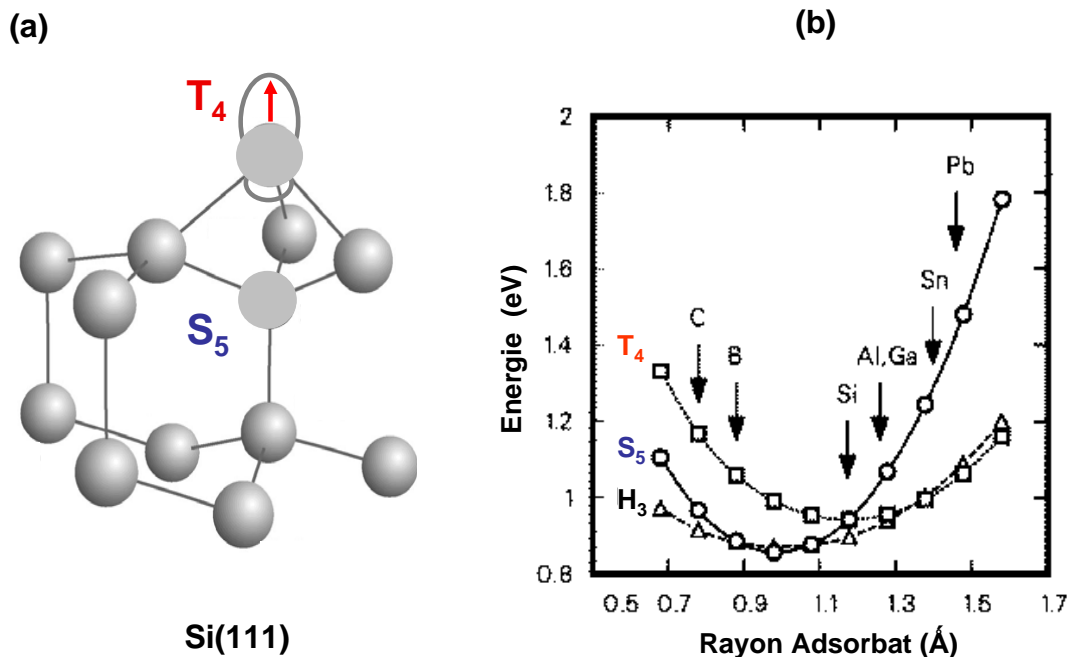 (a)
T4
S5
Si(111)
(b)
2
1.8
1.6
1.4
1.2
1
0.8
Energie (eV)
Pb
Sn
C
B
Al,Ga
Si
T4
S5
H3
0.5 0.7 0.9 1.1 1.3 1.5 1.7
Rayon Adsorbat (Ǻ)